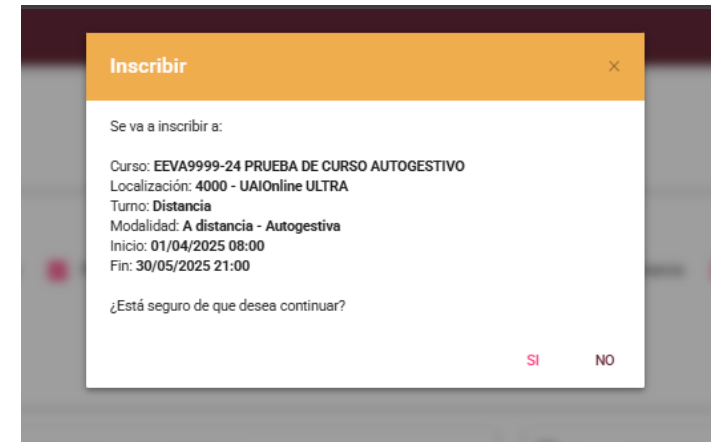 Inscribir
Se va a inscribir a:
Curso: EEVA9999-24 PRUEBA DE CURSO AUTOGESTIVO
Localización: 4000 - UAIOnline ULTRA
Turno: Distancia
Modalidad: A distancia - Autogestiva
Inicio: 01/04/2025 08:00
Fin: 30/05/2025 21:00
¿Está seguro de que desea continuar?
SI NO